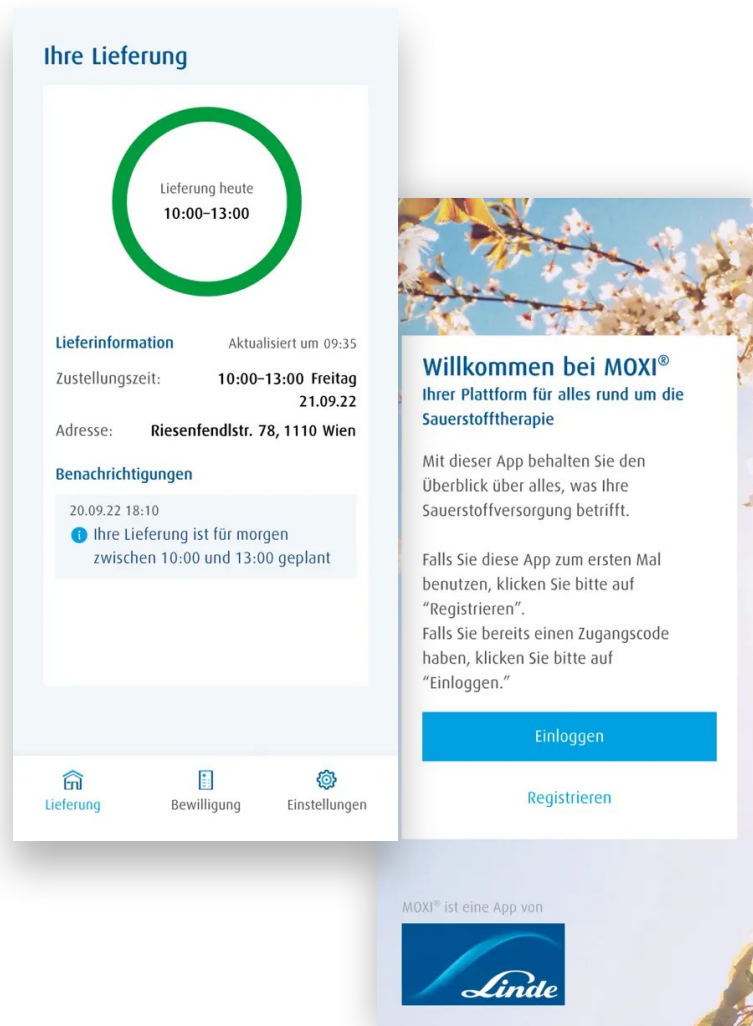 Ihre Lieferung
Lieferung heute
10:00–13:00
Lieferinformation Aktualisiert um 09:35
Zustellungszeit: 10:00–13:00 Freitag
21.09.22
Adresse: Riesenfendlstr. 78, 1110 Wien
Benachrichtigungen
20.09.22 18:10
Ihre Lieferung ist für morgen
zwischen 10:00 und 13:00 geplant
Lieferung Bewilligung Einstellungen
Willkommen bei MOXI®
Ihrer Plattform für alles rund um die
Sauerstofftherapie
Mit dieser App behalten Sie den
Überblick über alles, was Ihre
Sauerstoffversorgung betrifft.
Falls Sie diese App zum ersten Mal
benutzen, klicken Sie bitte auf
“Registrieren”.
Falls Sie bereits einen Zugangscode
haben, klicken Sie bitte auf
“Einloggen.”
Einloggen
Registrieren
MOXI® ist eine App von
Linde